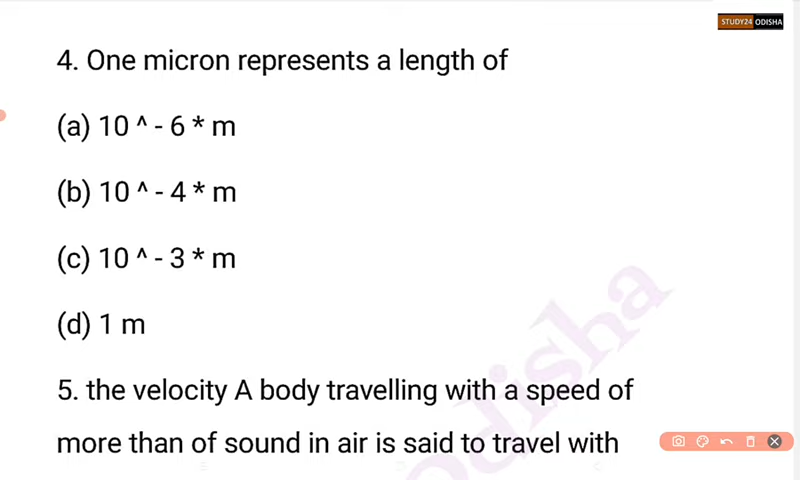 STUDY24 ODISHA
4. One micron represents a length of
(a) 10 ^ - 6 * m
(b) 10 ^ - 4 * m
(c) 10 ^ - 3 * m
(d) 1 m
5. the velocity A body travelling with a speed of
more than of sound in air is said to travel with
odisha